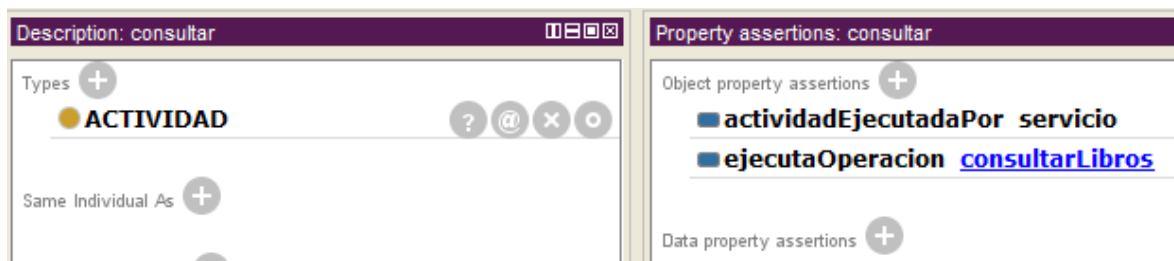 Description: consultar
Types
ACTIVIDAD
Same Individual As
Property assertions: consultar
Object property assertions
actividadEjecutadaPor servicio
ejecutaOperacion consultarLibros
Data property assertions